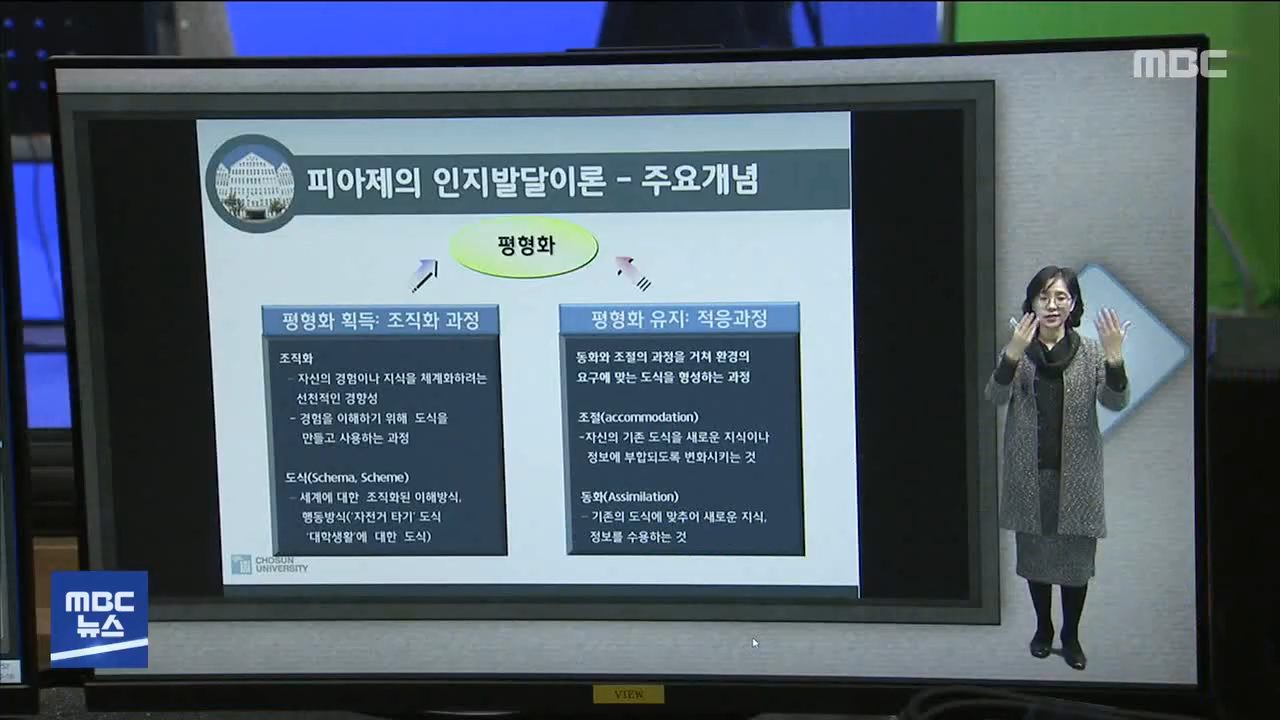 MBC
피아제의 인지발달이론 - 주요개념
평형화
평형화 획득: 조직화 과정
조직화
- 자신의 경험이나 지식을 체계화하려는
선천적인 경향성
- 경험을 이해하기 위해 도식을
만들고 사용하는 과정
도식(Schema, Scheme)
- 세계에 대한 조직화된 이해방식,
행동방식('자전거 타기' 도식
'대학생활'에 대한 도식)
평형화 유지: 적응과정
동화와 조절의 과정을 거쳐 환경의
요구에 맞는 도식을 형성하는 과정
조절(accommodation)
-자신의 기존 도식을 새로운 지식이나
정보에 부합되도록 변화시키는 것
동화(Assimilation)
- 기존의 도식에 맞추어 새로운 지식,
정보를 수용하는 것
CHOSUN
UNIVERSITY
MBC
뉴스
VIEW